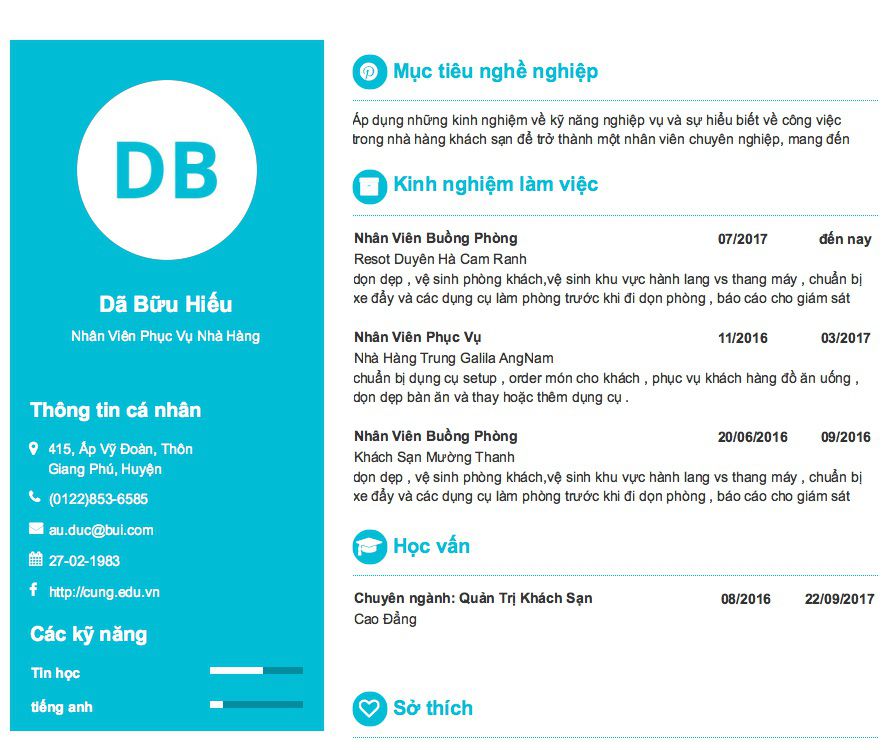 DB
Dã Bữu Hiếu
Nhân Viên Phục Vụ Nhà Hàng
Thông tin cá nhân
415, Ấp Vỹ Đoàn, Thôn
Giang Phú, Huyện
(0122)853-6585
au.duc@bui.com
27-02-1983
http://cung.edu.vn
Các kỹ năng
Tin học
tiếng anh
Mục tiêu nghề nghiệp
Áp dụng những kinh nghiệm về kỹ năng nghiệp vụ và sự hiểu biết về công việc
trong nhà hàng khách sạn để trở thành một nhân viên chuyên nghiệp, mang đến
Kinh nghiệm làm việc
Nhân Viên Buồng Phòng 07/2017 đến nay
Resot Duyên Hà Cam Ranh
dọn dẹp , vệ sinh phòng khách,vệ sinh khu vực hành lang vs thang máy , chuẩn bị
xe đẩy và các dụng cụ làm phòng trước khi đi dọn phòng , báo cáo cho giám sát
Nhân Viên Phục Vụ 11/2016 03/2017
Nhà Hàng Trung Galila AngNam
chuẩn bị dụng cụ setup , order món cho khách , phục vụ khách hàng đồ ăn uống ,
dọn dẹp bàn ăn và thay hoặc thêm dụng cụ .
Nhân Viên Buồng Phòng 20/06/2016 09/2016
Khách Sạn Mường Thanh
dọn dẹp , vệ sinh phòng khách,vệ sinh khu vực hành lang vs thang máy , chuẩn bị
xe đẩy và các dụng cụ làm phòng trước khi đi dọn phòng , báo cáo cho giám sát
Học vấn
Chuyên ngành: Quản Trị Khách Sạn 08/2016 22/09/2017
Cao Đẳng
Sở thích